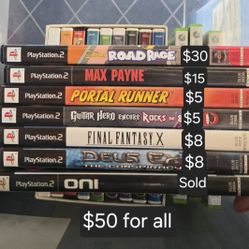 PlayStation 2 ROAD RAGE $30
PlayStation 2 MAX PAYNE $15
PlayStation 2 PORTAL RUNNER $5
PlayStation 2 GUITAR HERO ENCORE ROCKS $5
PlayStation 2 FINAL FANTASY X $8
PlayStation 2 DEUS EX THE CONSPIRACY $8
PlayStation 2 oni Sold
$50 for all